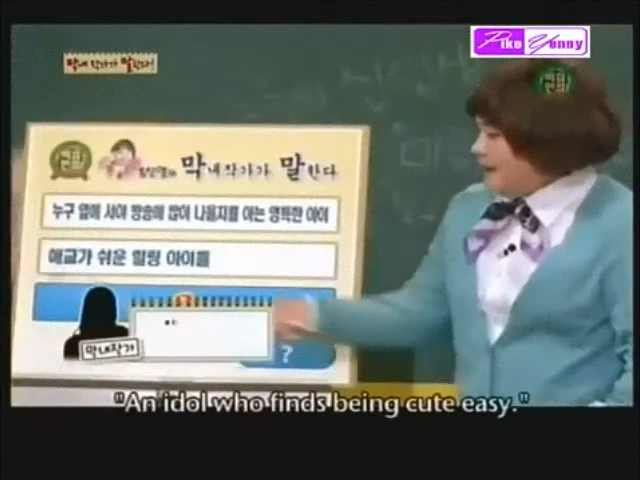 막내작가가 말한다!
Pike Yenny
막내작가가 말한다
누구 옆에 서야 방송에 많이 나올지를 아는 영특한 아이
애교가 쉬운 힐링 아이돌
막내작가
?
"An idol who finds being cute easy."